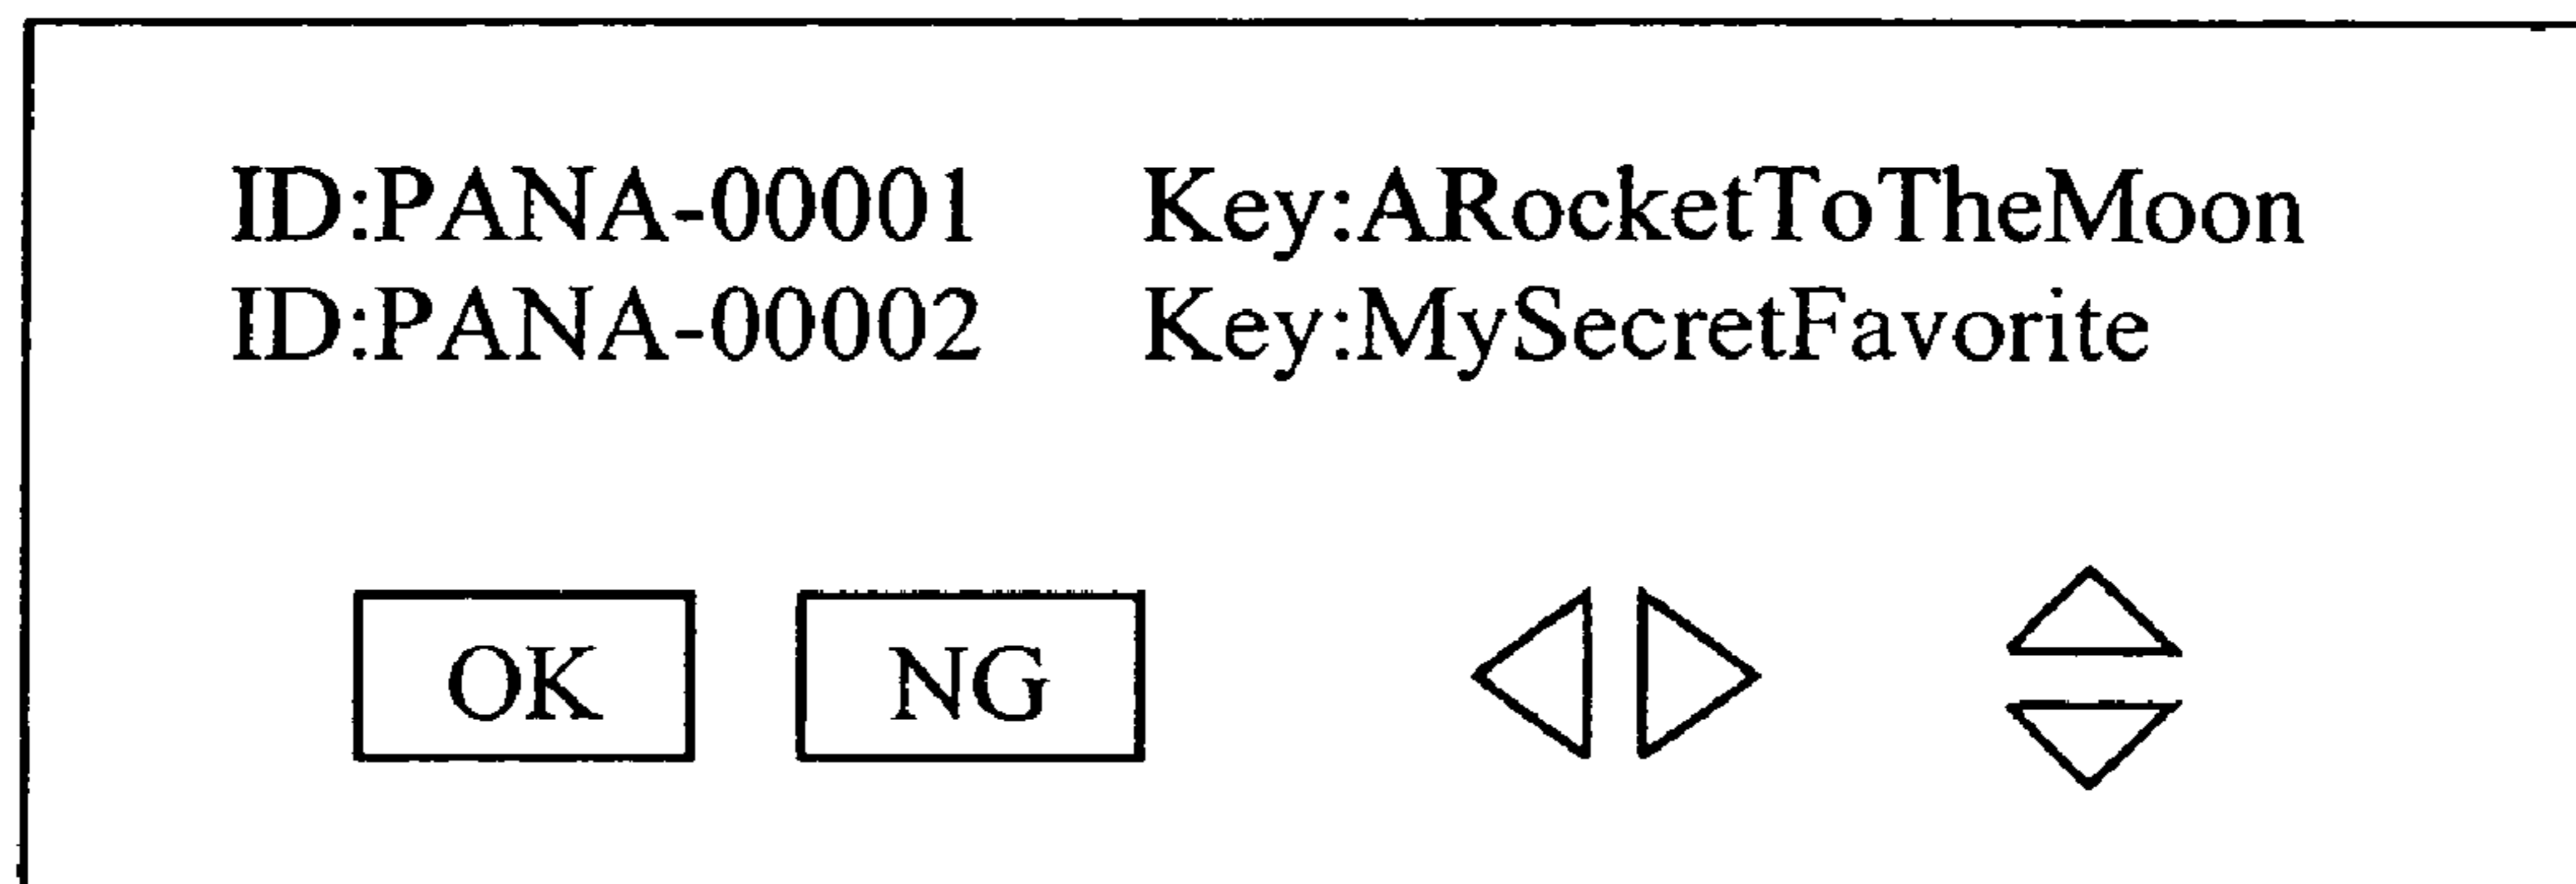 ID:PANA-00001 Key:ARocketToTheMoon
ID:PANA-00002 Key:MySecretFavorite
OK NG